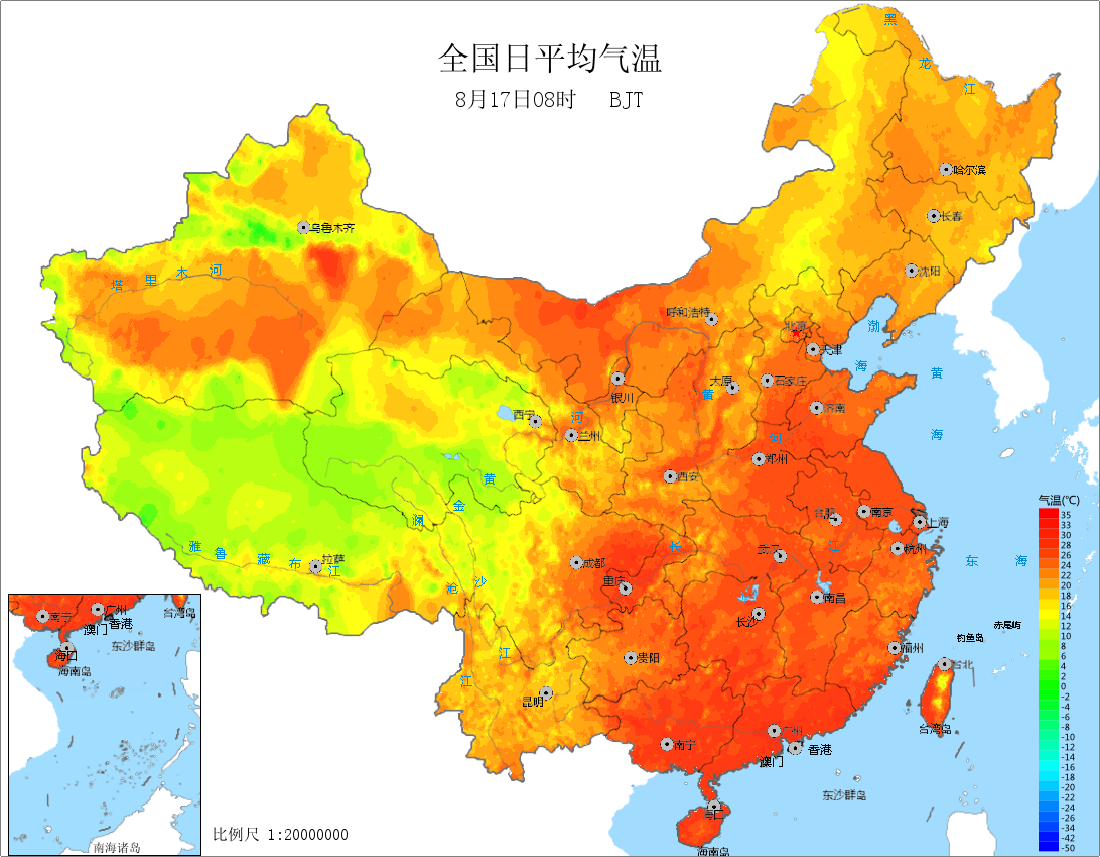 全国日平均气温
8月17日08时 BJT
黑
龙
江
哈尔滨
长春
乌鲁木齐
塔 里 木 河
沈阳
呼和浩特
北京
渤
海
天津
黄
海
太原
石家庄
银川
黄
济南
西宁
河
兰州
河
郑州
西安
黄
金
澜
气温(℃)
35
33
30
28
26
24
22
20
18
16
14
12
10
8
6
4
2
0
-2
-4
-6
-8
-10
-12
-14
-16
-18
-20
-22
-24
-26
-34
-42
-50
合肥
南京
上海
雅 鲁 藏 布 江
拉萨
长
江
杭州
东 海
成都
重庆
沧
沙
南昌
长沙
江
江
贵阳
福州
钓鱼岛
赤尾屿
台北
昆明
台湾岛
南宁
广州
香港
澳门
东沙群岛
海口
海南岛
南宁
广州
台湾岛
澳门
香港
东沙群岛
海口
海南岛
南海诸岛
比例尺 1:20000000